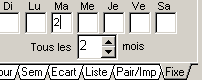 Di Lu Ma Me Je Ve Sa
2
Tous les 2 mois
our Sem Ecart Liste Pair/Imp Fixe